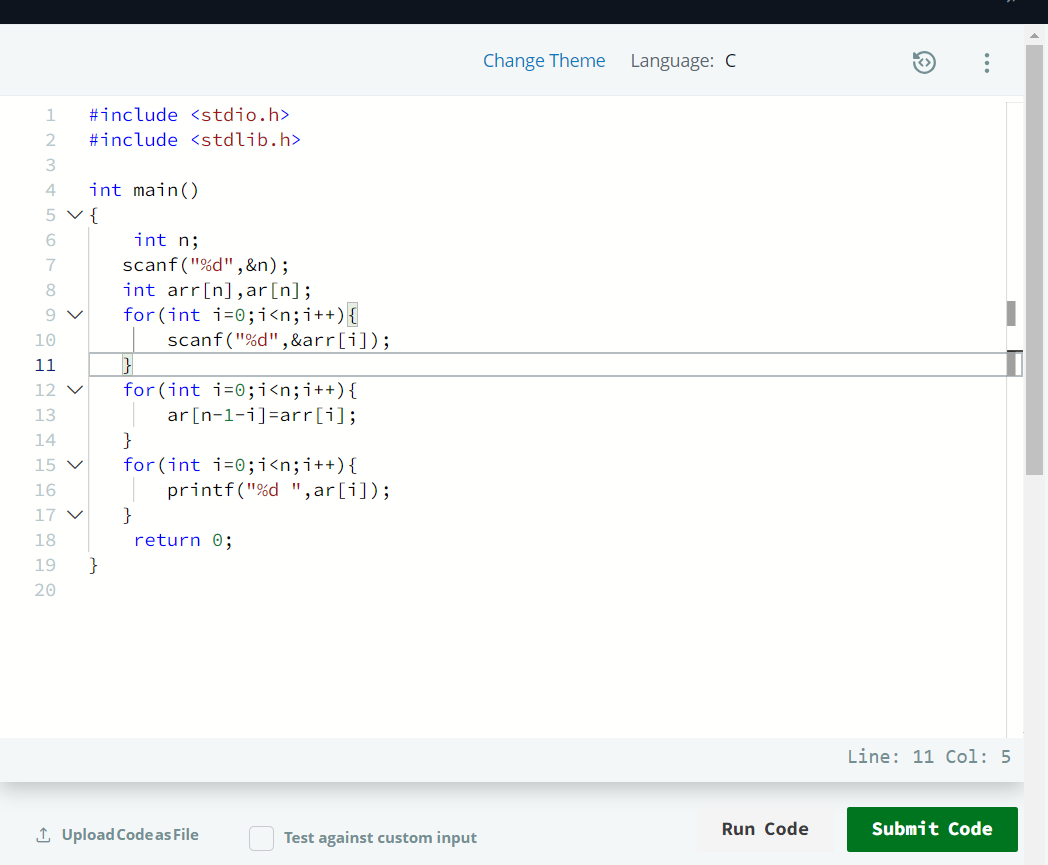 Change Theme Language: C
1 #include <stdio.h>
2 #include <stdlib.h>
3
4 int main()
5 {
6     int n;
7    scanf("%d",&n);
8    int arr[n],ar[n];
9    for(int i=0;i<n;i++){
10        scanf("%d",&arr[i]);
11    }
12    for(int i=0;i<n;i++){
13        ar[n-1-i]=arr[i];
14    }
15    for(int i=0;i<n;i++){
16        printf("%d ",ar[i]);
17    }
18     return 0;
19 }
20
Line: 11 Col: 5
Upload Code as File Test against custom input Run Code Submit Code